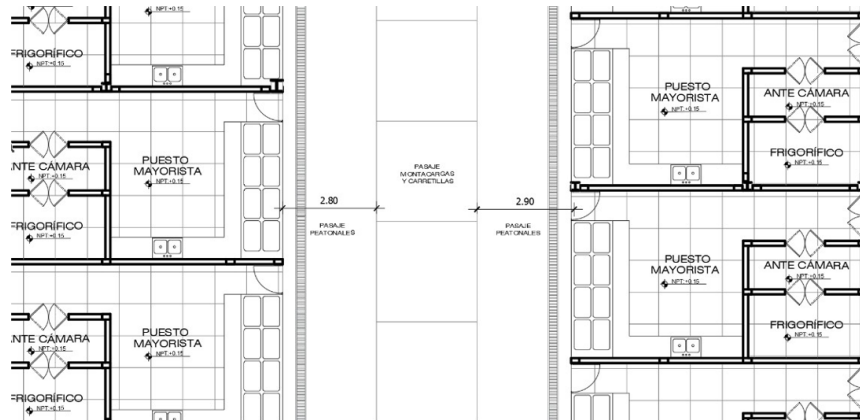 NPT:+0.15
FRIGORÍFICO
NPT:+0.15
ANTE CÁMARA
NPT:+0.15
PUESTO
MAYORISTA
NPT:+0.15
FRIGORÍFICO
NPT:+0.15
NTE CÁMARA
NPT:+0.15
PUESTO
MAYORISTA
NPT:+0.15
FRIGORÍFICO
NPT:+0.15
2.80
PASAJE
PEATONALES
PASAJE
MONTACARGAS
Y CARRETILLAS
2.90
PASAJE
PEATONALES
PUESTO
MAYORISTA
NPT:+0.15
ANTE CÁMARA
NPT:+0.15
FRIGORÍFICO
NPT:+0.15
PUESTO
MAYORISTA
NPT:+0.15
ANTE CÁMARA
NPT:+0.15
FRIGORÍFICO
NPT:+0.15